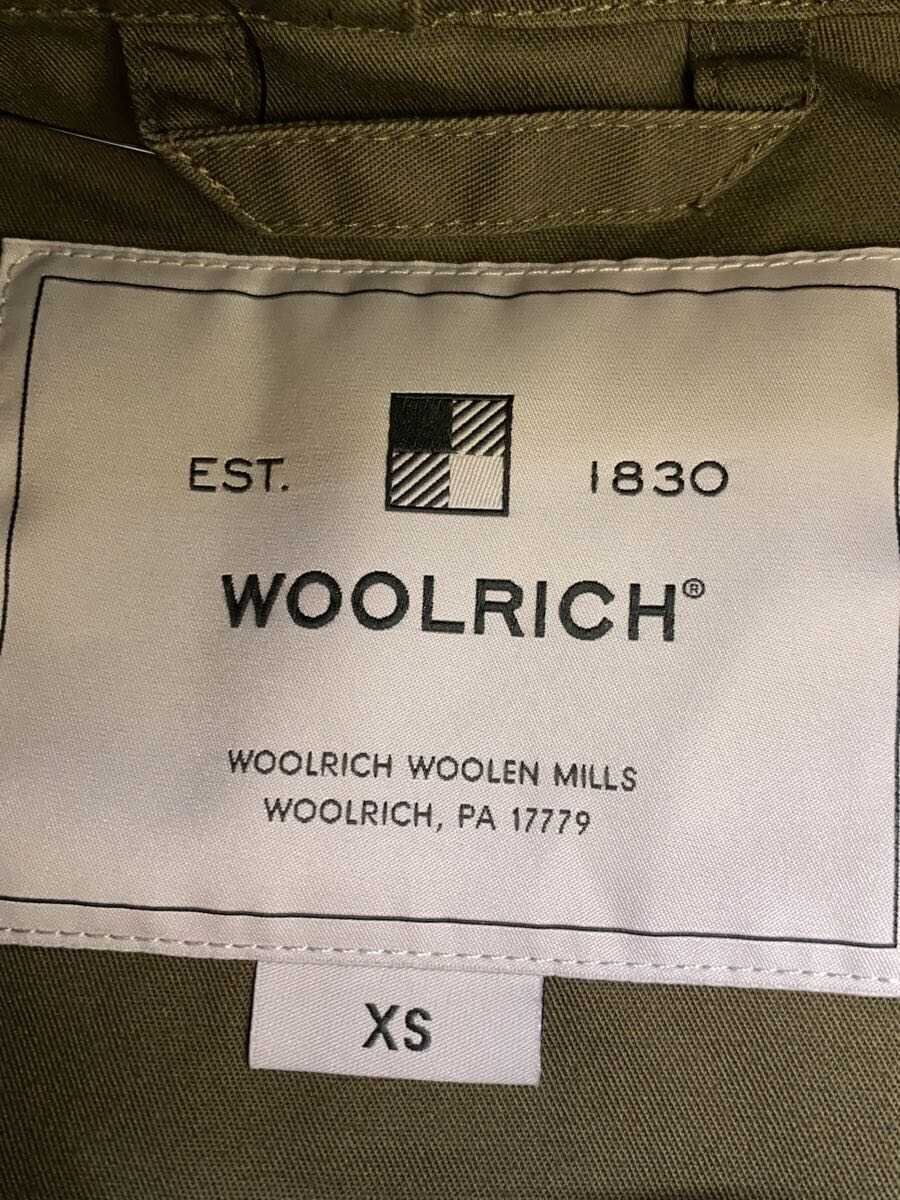 EST. 1830
WOOLRICH®
WOOLRICH WOOLEN MILLS
WOOLRICH, PA 17779
XS